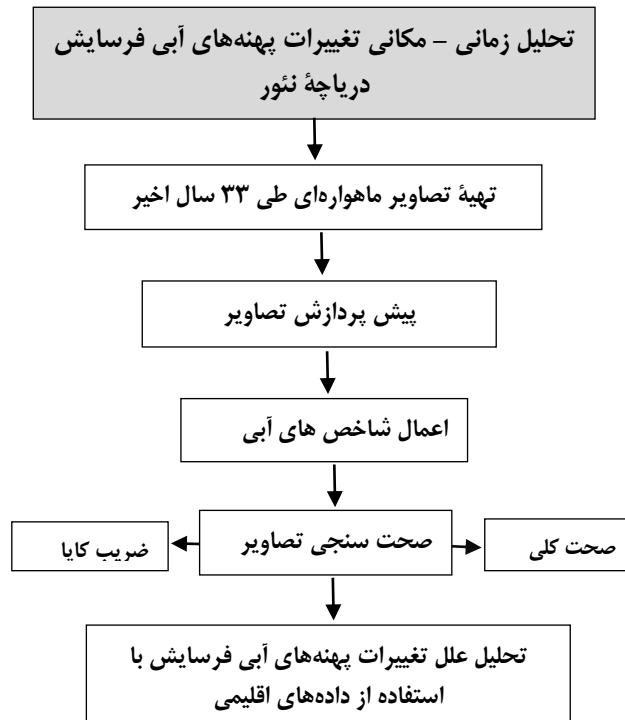 تحلیل زمانی – مکانی تغییرات پهنه‌های آبی فرسایش
دریاچهٔ نئور
تهیهٔ تصاویر ماهواره‌ای طی ۳۳ سال اخیر
پیش پردازش تصاویر
اعمال شاخص های آبی
صحت کلی
صحت سنجی تصاویر
ضریب کاپا
تحلیل علل تغییرات پهنه‌های آبی فرسایش با
استفاده از داده‌های اقلیمی